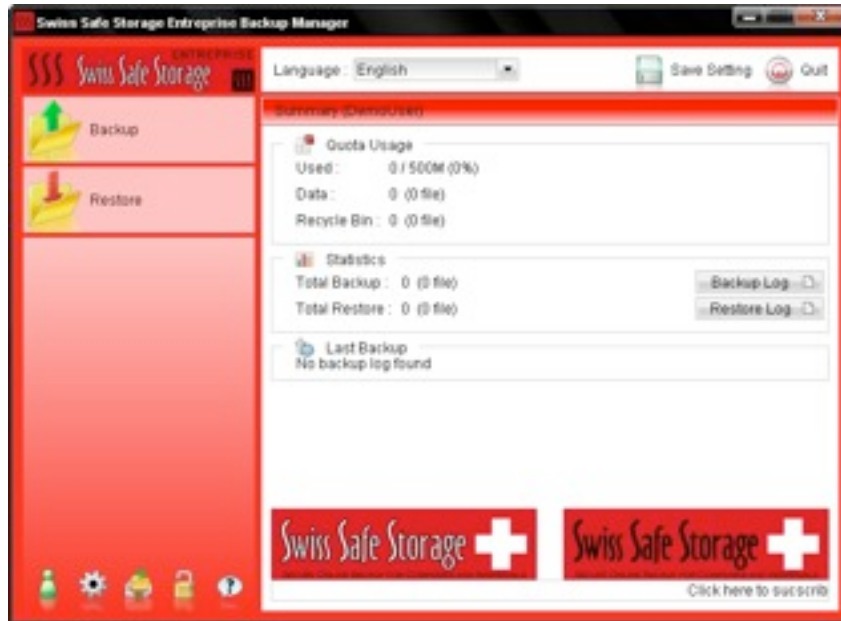 Swiss Safe Storage Entreprise Backup Manager
SSS Swiss Safe Storage
ENTREPRISE
Language : English
Save Setting
Quit
Backup
Restore
Summary (DemoUser)
Quota Usage
Used : 0 / 500M (0%)
Data : 0 (0 file)
Recycle Bin : 0 (0 file)
Statistics
Total Backup : 0 (0 file)
Backup Log
Total Restore : 0 (0 file)
Restore Log
Last Backup
No backup log found
Swiss Safe Storage
Swiss Safe Storage
Click here to sucscrib